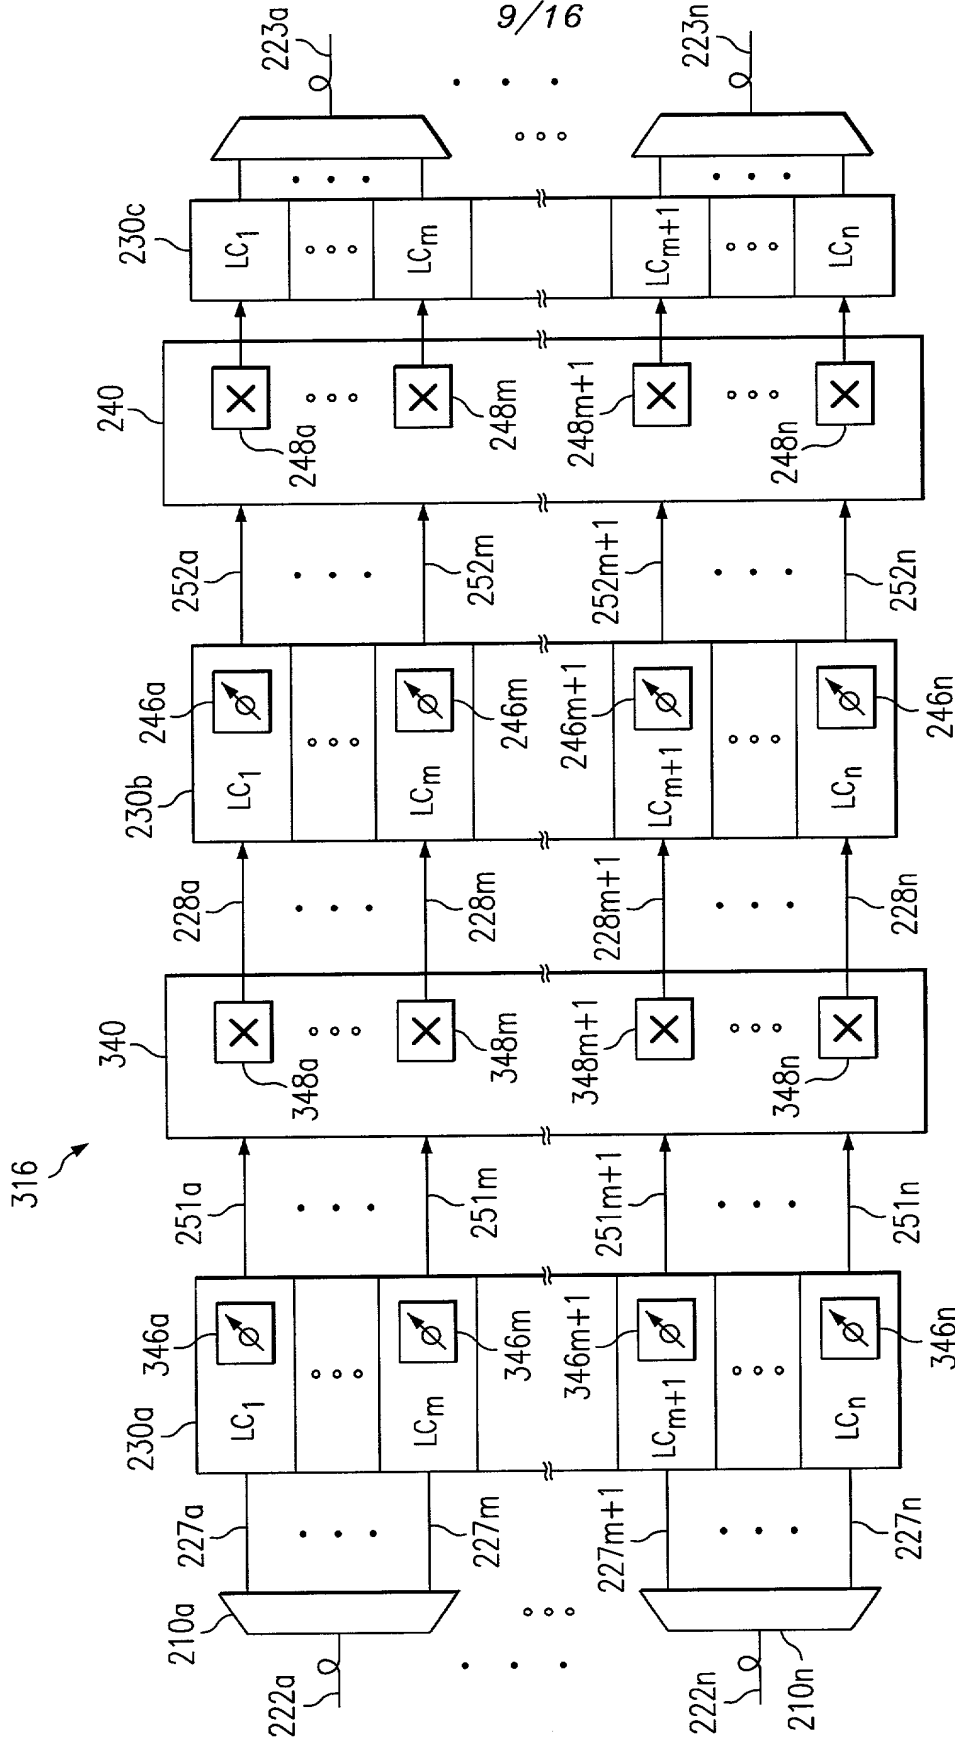 9/16
316
222a
210a
227a
227m
222n
210n
227m+1
227n
230a
LC1
346a
LCm
346m
LCm+1
346m+1
LCn
346n
251a
251m
251m+1
251n
340
348a
348m
348m+1
348n
228a
228m
228m+1
228n
230b
LC1
246a
LCm
246m
LCm+1
246m+1
LCn
246n
252a
252m
252m+1
252n
240
248a
248m
248m+1
248n
230c
LC1
LCm
LCm+1
LCn
223a
223n